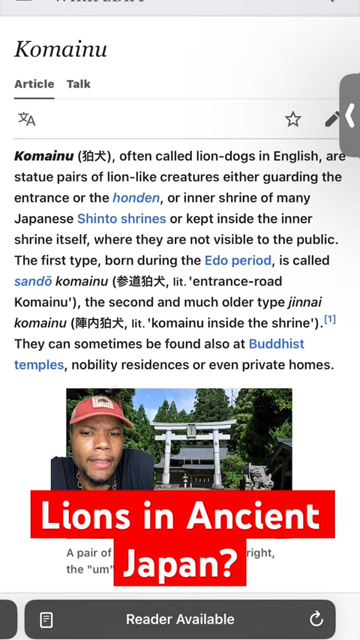 Komainu
Article Talk
Komainu (狛犬), often called lion-dogs in English, are
statue pairs of lion-like creatures either guarding the
entrance or the honden, or inner shrine of many
Japanese Shinto shrines or kept inside the inner
shrine itself, where they are not visible to the public.
The first type, born during the Edo period, is called
sandō komainu (参道狛犬, lit. 'entrance-road
Komainu'), the second and much older type jinnai
komainu (陣内狛犬, lit. 'komainu inside the shrine').[1]
They can sometimes be found also at Buddhist
temples, nobility residences or even private homes.
Lions in Ancient
Japan?
A pair of
right,
the "um"
Reader Available